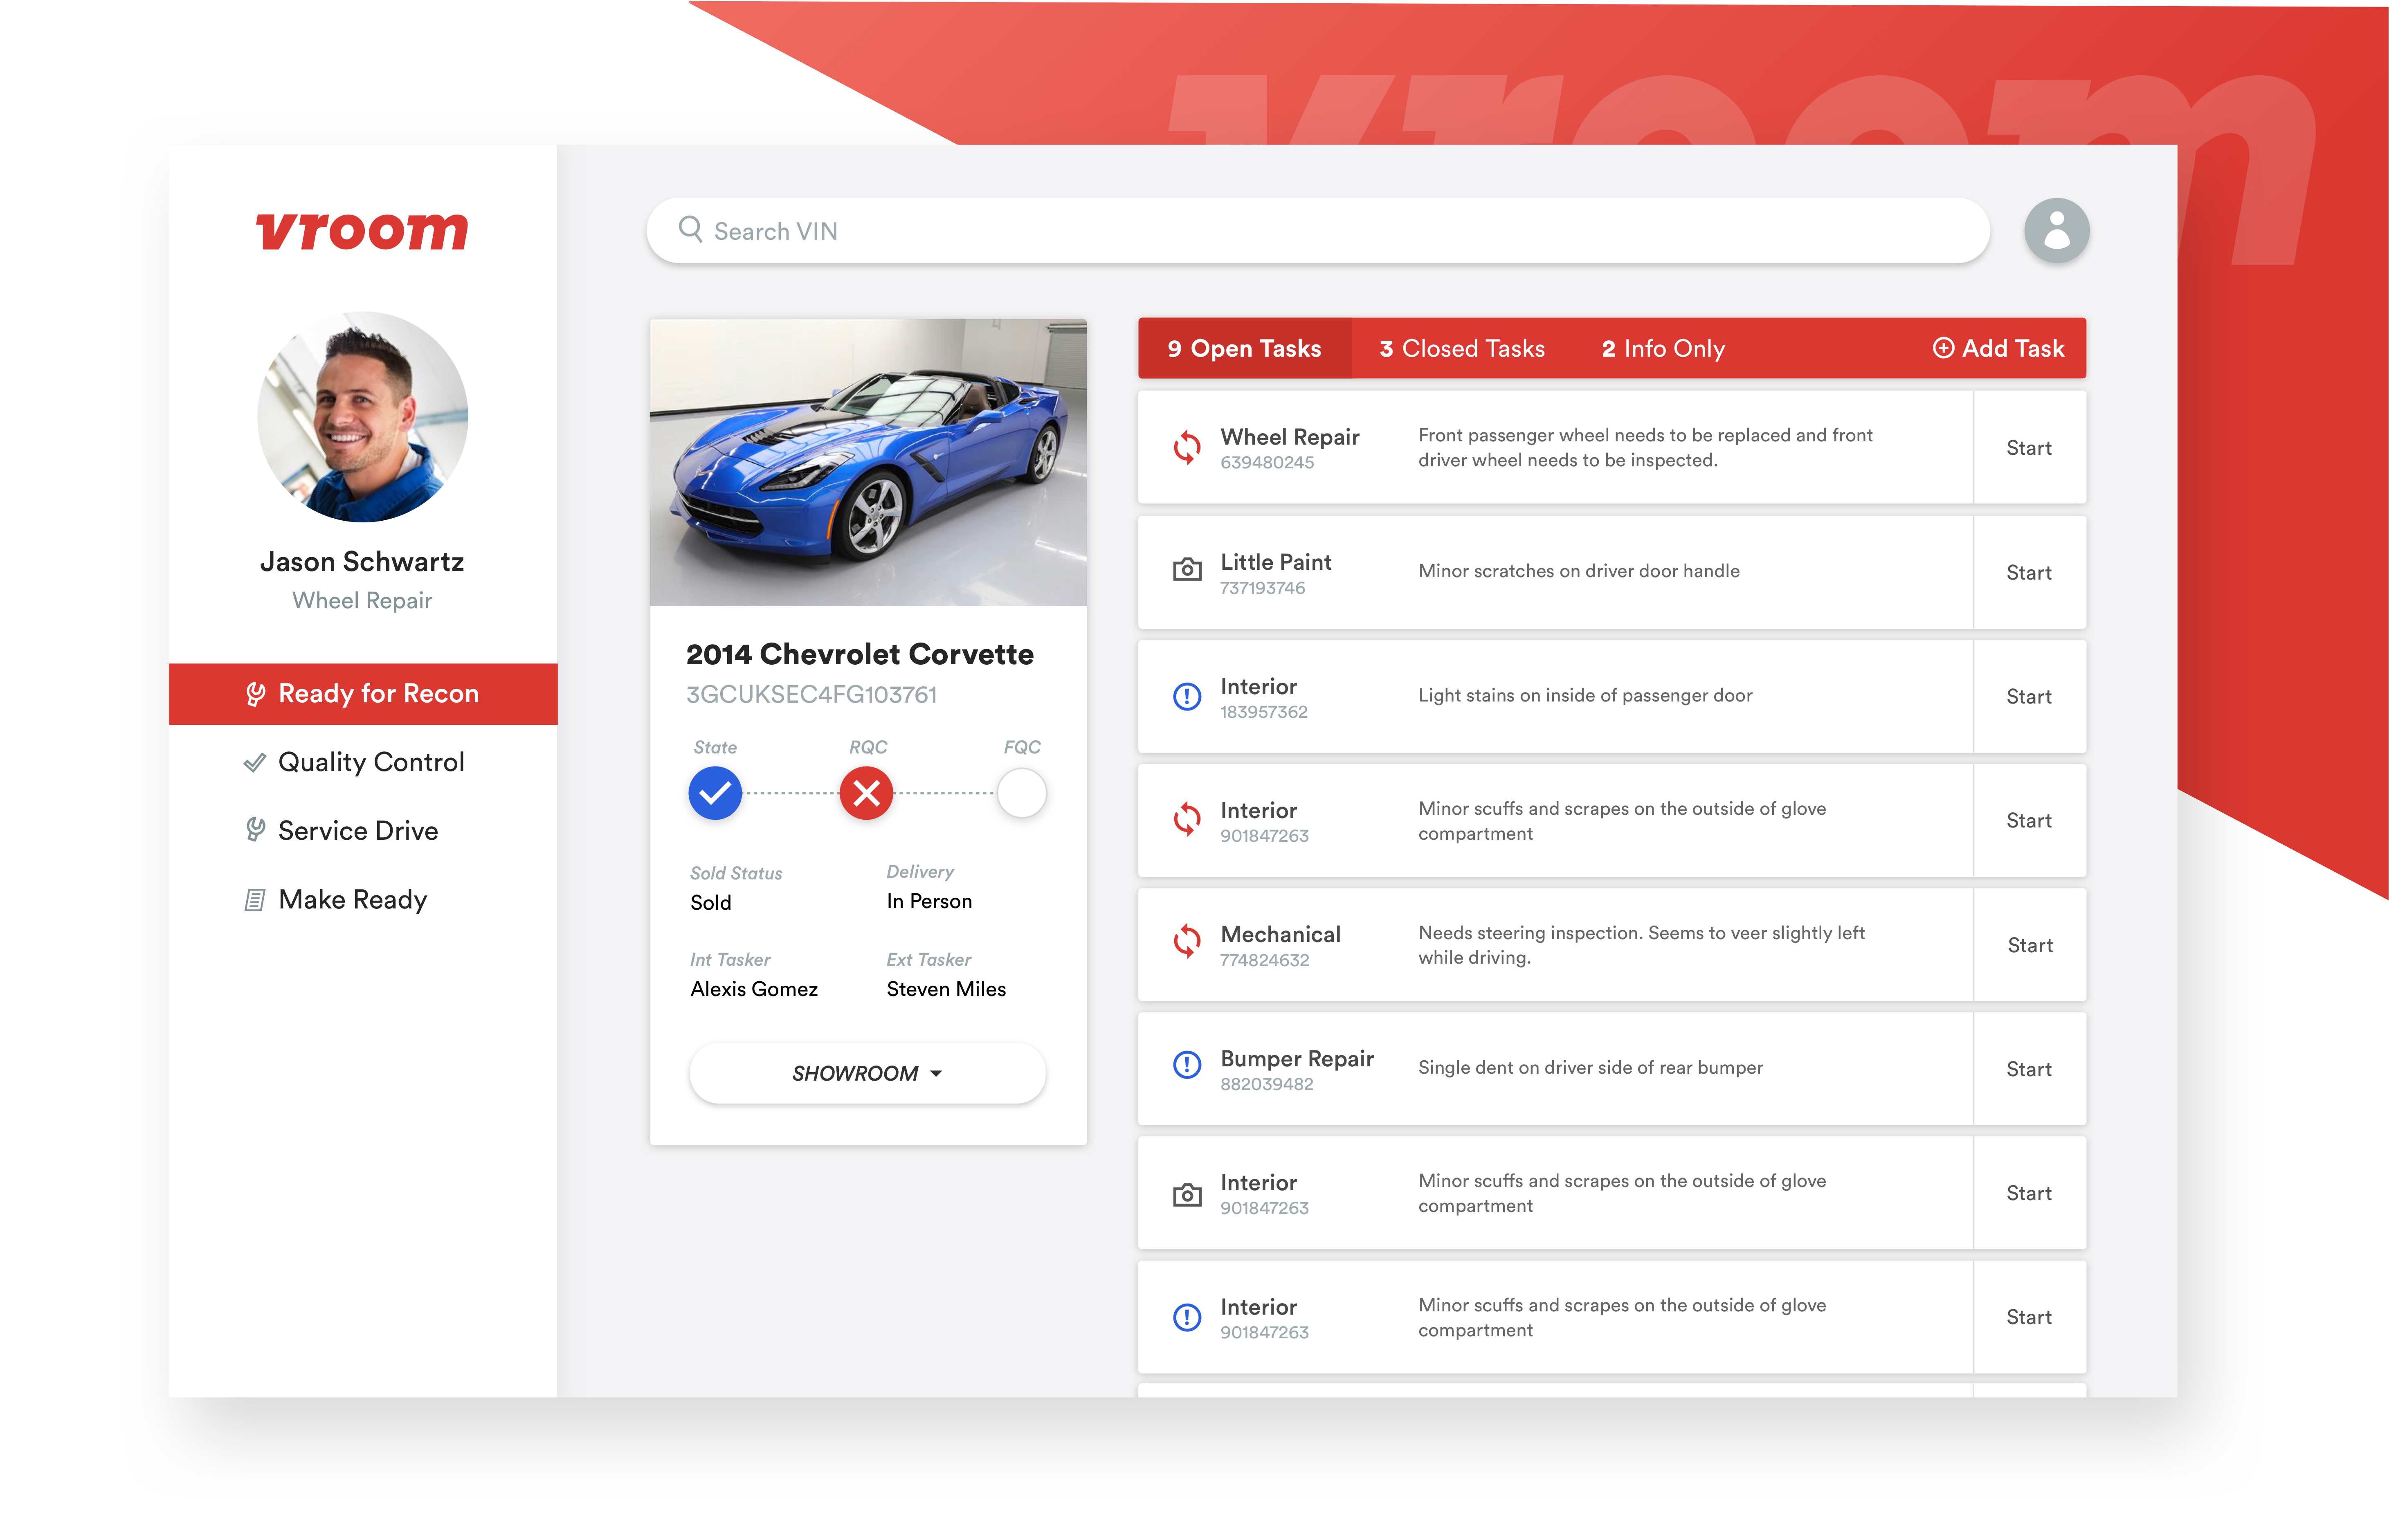 vroom
vroom
Jason Schwartz
Wheel Repair
Ready for Recon
Quality Control
Service Drive
Make Ready
Search VIN
2014 Chevrolet Corvette
3GCUKSEC4FG103761
State RQC FQC
Sold Status Delivery
Sold In Person
Int Tasker Ext Tasker
Alexis Gomez Steven Miles
SHOWROOM
9 Open Tasks 3 Closed Tasks 2 Info Only Add Task
Wheel Repair
639480245
Front passenger wheel needs to be replaced and front
driver wheel needs to be inspected.
Start
Little Paint
737193746
Minor scratches on driver door handle
Start
Interior
183957362
Light stains on inside of passenger door
Start
Interior
901847263
Minor scuffs and scrapes on the outside of glove
compartment
Start
Mechanical
774824632
Needs steering inspection. Seems to veer slightly left
while driving.
Start
Bumper Repair
882039482
Single dent on driver side of rear bumper
Start
Interior
901847263
Minor scuffs and scrapes on the outside of glove
compartment
Start
Interior
901847263
Minor scuffs and scrapes on the outside of glove
compartment
Start